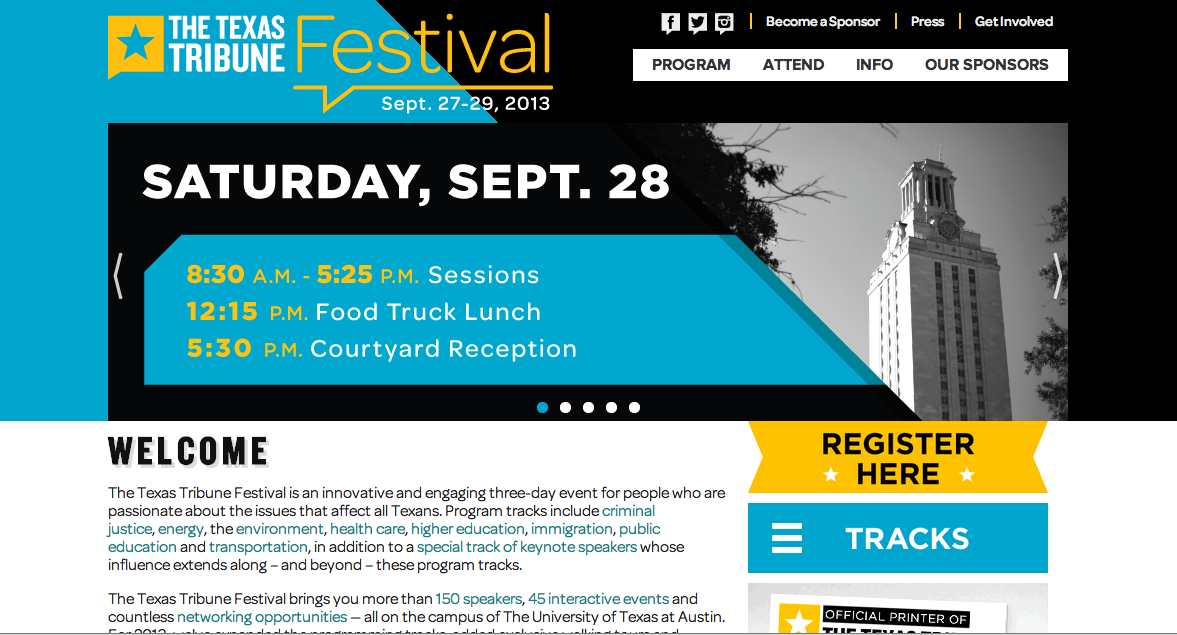 THE TEXAS
TRIBUNE
Festival
Sept. 27-29, 2013
Become a Sponsor
Press
Get Involved
PROGRAM
ATTEND
INFO
OUR SPONSORS
SATURDAY, SEPT. 28
8:30 A.M. - 5:25 P.M. Sessions
12:15 P.M. Food Truck Lunch
5:30 P.M. Courtyard Reception
WELCOME
The Texas Tribune Festival is an innovative and engaging three-day event for people who are
passionate about the issues that affect all Texans. Program tracks include criminal
justice, energy, the environment, health care, higher education, immigration, public
education and transportation, in addition to a special track of keynote speakers whose
influence extends along – and beyond – these program tracks.
The Texas Tribune Festival brings you more than 150 speakers, 45 interactive events and
countless networking opportunities — all on the campus of The University of Texas at Austin.
REGISTER
HERE
TRACKS
OFFICIAL PRINTER OF
THE TEXAS